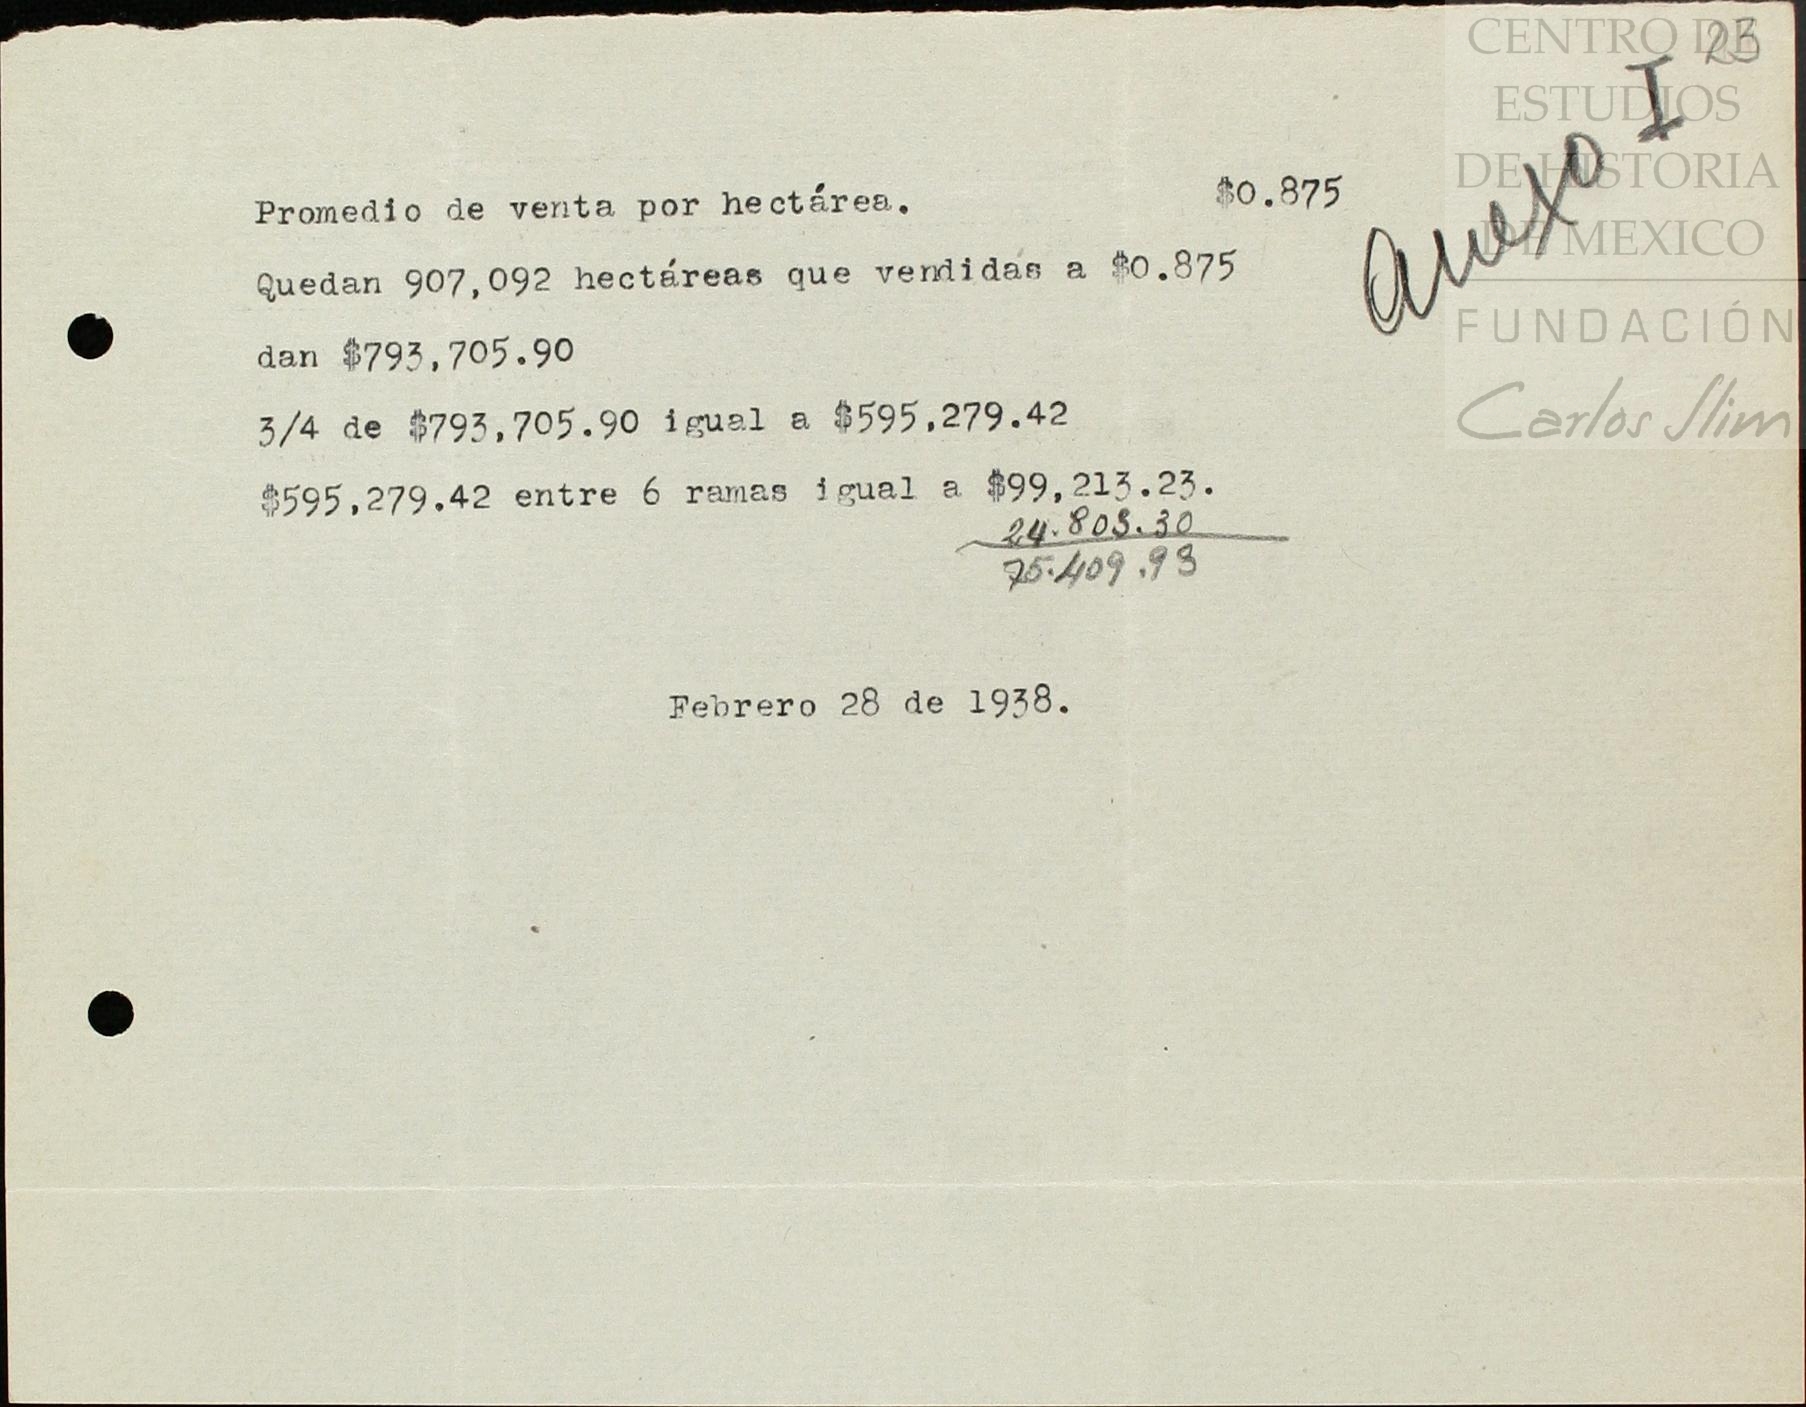 23
CENTRO DE
ESTUDIOS
DE HISTORIA
DE MEXICO
FUNDACIÓN
Carlos Slim
Anexo I
Promedio de venta por hectárea. $0.875
Quedan 907,092 hectáreas que vendidas a $0.875
dan $793,705.90
3/4 de $793,705.90 igual a $595,279.42
$595,279.42 entre 6 ramas igual a $99,213.23.
24.803.30
75.409.93
Febrero 28 de 1938.